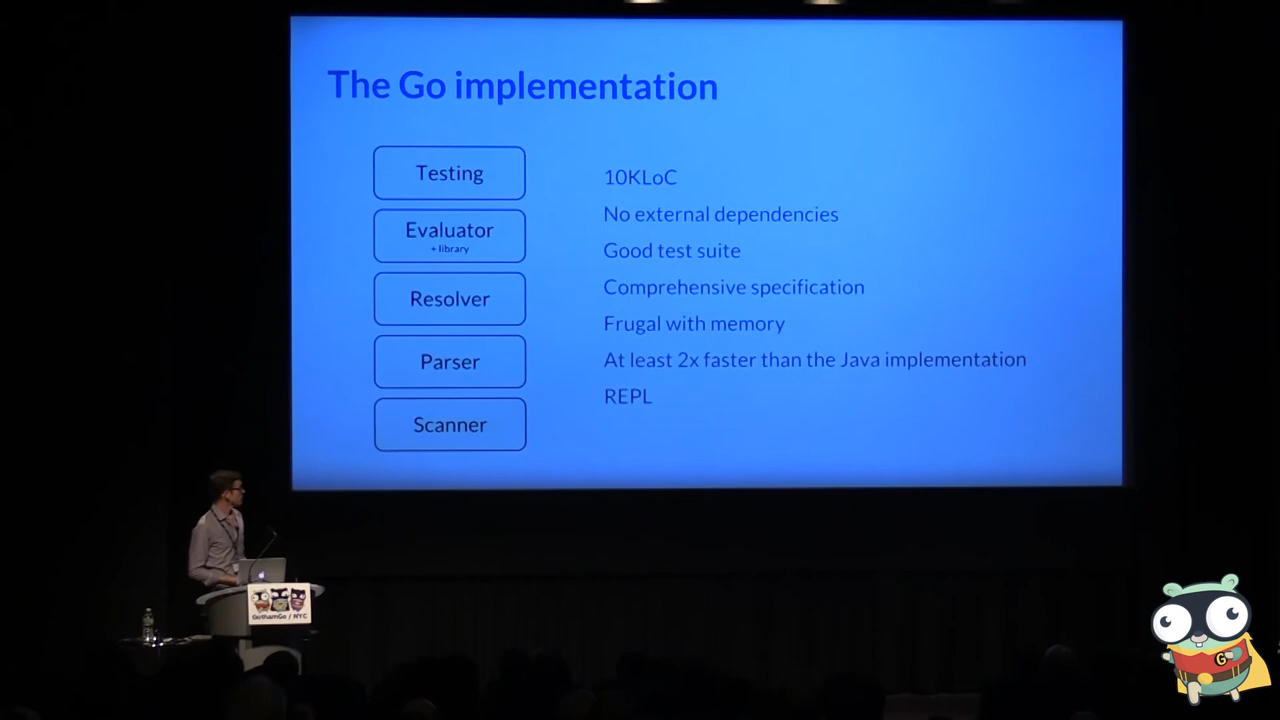 The Go implementation
Testing
Evaluator
+ library
Resolver
Parser
Scanner
10KLoC
No external dependencies
Good test suite
Comprehensive specification
Frugal with memory
At least 2x faster than the Java implementation
REPL
GothamGo / NYC
G